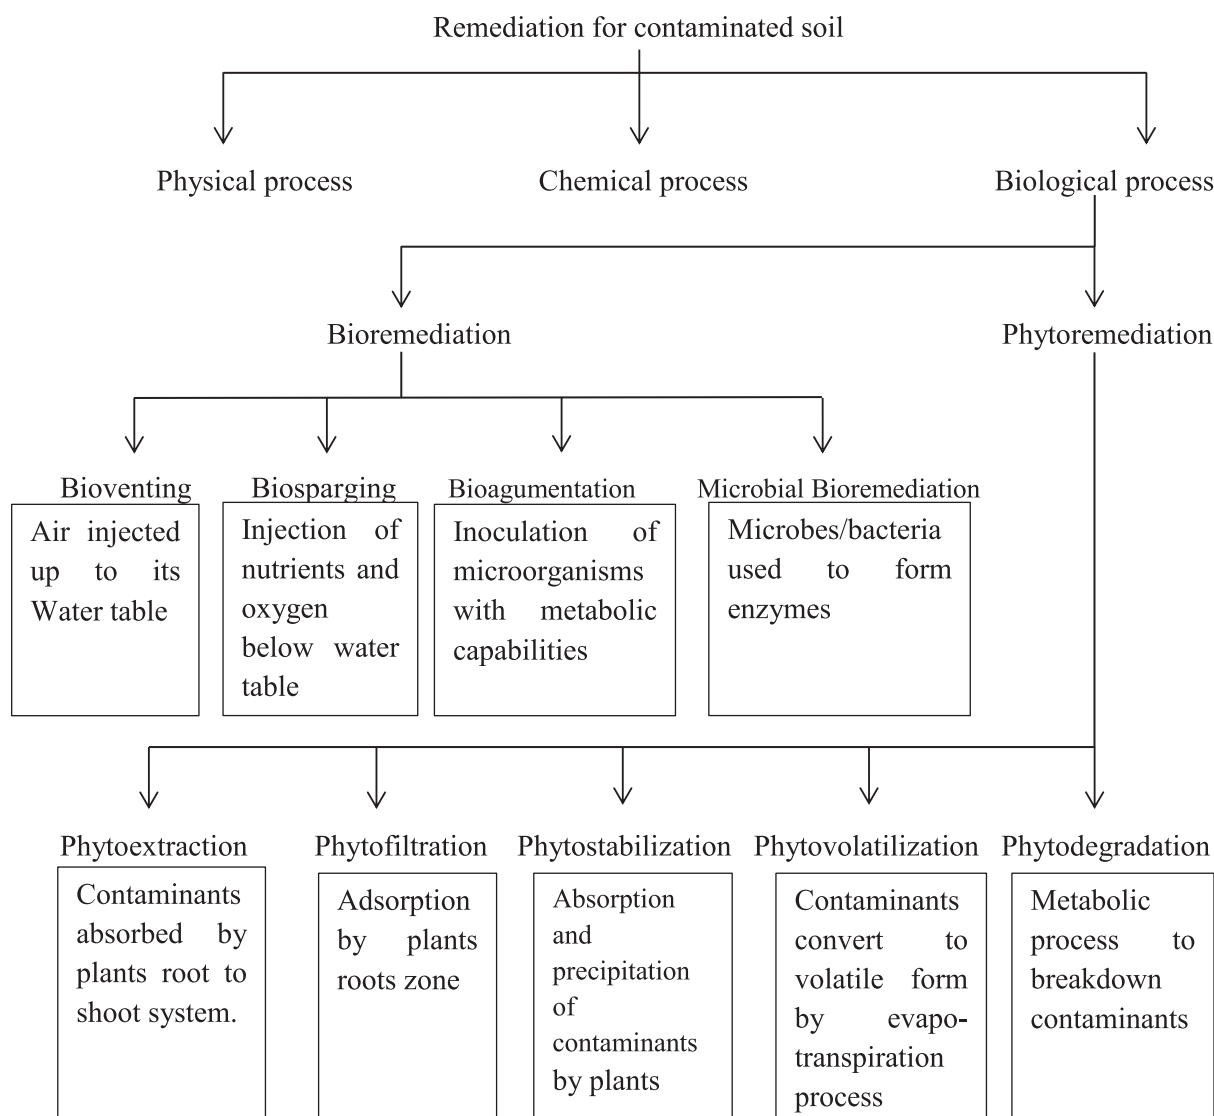 Remediation for contaminated soil
Physical process
Chemical process
Biological process
Bioremediation
Phytoremediation
Bioventing
Air injected
up to its
Water table
Biosparging
Injection of
nutrients and
oxygen
below water
table
Bioagumentation
Inoculation of
microorganisms
with metabolic
capabilities
Microbial Bioremediation
Microbes/bacteria
used to form
enzymes
Phytoextraction
Contaminants
absorbed by
plants root to
shoot system.
Phytofiltration
Adsorption
by plants
roots zone
Phytostabilization
Absorption
and
precipitation
of
contaminants
by plants
Phytovolatilization
Contaminants
convert to
volatile form
by evapo-
transpiration
process
Phytodegradation
Metabolic
process to
breakdown
contaminants